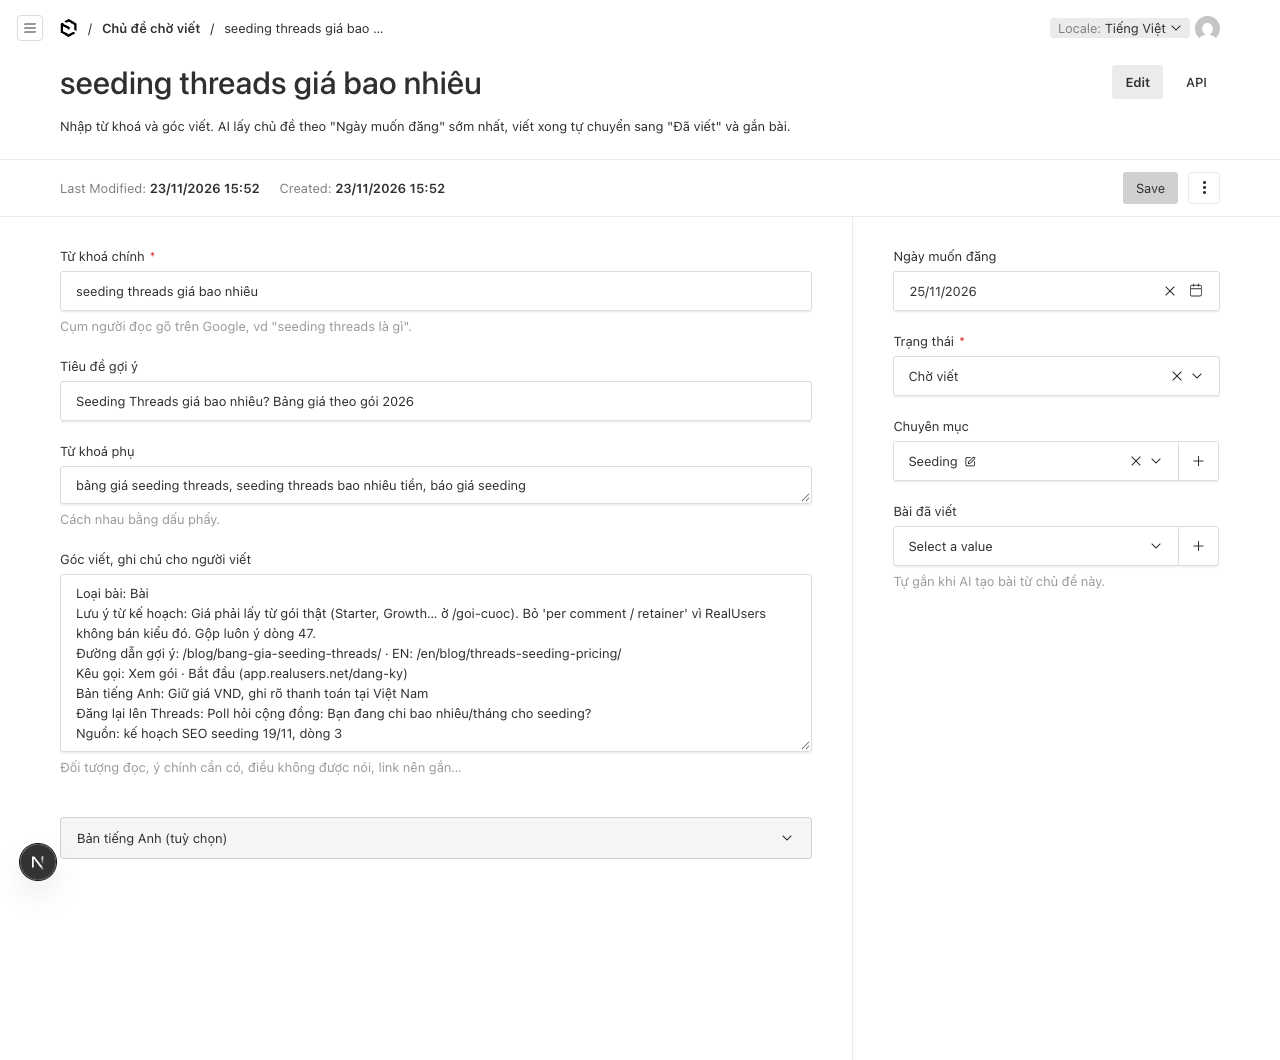 / Chủ đề chờ viết / seeding threads giá bao ...
Locale: Tiếng Việt
seeding threads giá bao nhiêu
Edit
API
Nhập từ khoá và góc viết. AI lấy chủ đề theo "Ngày muốn đăng" sớm nhất, viết xong tự chuyển sang "Đã viết" và gắn bài.
Last Modified: 23/11/2026 15:52 Created: 23/11/2026 15:52
Save
Từ khoá chính *
seeding threads giá bao nhiêu
Cụm người đọc gõ trên Google, vd "seeding threads là gì".
Tiêu đề gợi ý
Seeding Threads giá bao nhiêu? Bảng giá theo gói 2026
Từ khoá phụ
bảng giá seeding threads, seeding threads bao nhiêu tiền, báo giá seeding
Cách nhau bằng dấu phẩy.
Góc viết, ghi chú cho người viết
Loại bài: Bài
Lưu ý từ kế hoạch: Giá phải lấy từ gói thật (Starter, Growth… ở /goi-cuoc). Bỏ 'per comment / retainer' vì RealUsers
không bán kiểu đó. Gộp luôn ý dòng 47.
Đường dẫn gợi ý: /blog/bang-gia-seeding-threads/ · EN: /en/blog/threads-seeding-pricing/
Kêu gọi: Xem gói · Bắt đầu (app.realusers.net/dang-ky)
Bản tiếng Anh: Giữ giá VND, ghi rõ thanh toán tại Việt Nam
Đăng lại lên Threads: Poll hỏi cộng đồng: Bạn đang chi bao nhiêu/tháng cho seeding?
Nguồn: kế hoạch SEO seeding 19/11, dòng 3
Đối tượng đọc, ý chính cần có, điều không được nói, link nên gắn...
Bản tiếng Anh (tuỳ chọn)
N
Ngày muốn đăng
25/11/2026
Trạng thái *
Chờ viết
Chuyên mục
Seeding
Bài đã viết
Select a value
Tự gắn khi AI tạo bài từ chủ đề này.